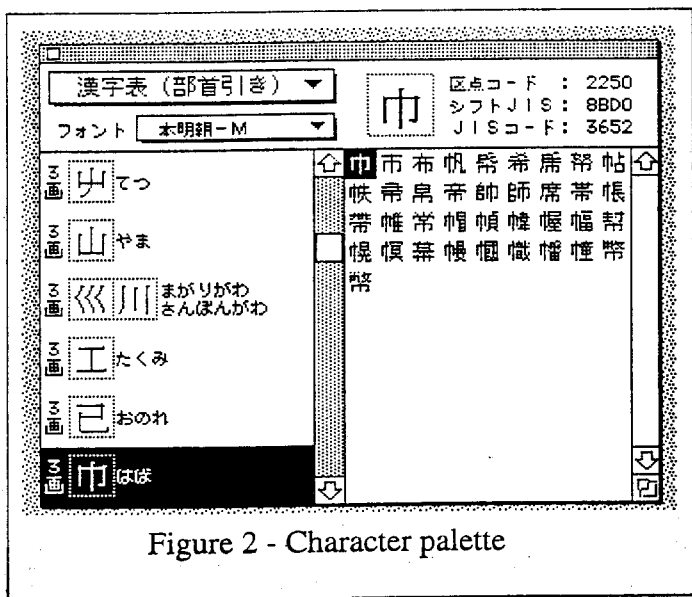 漢字表（部首引き）
フォント 本明朝－M
巾
区点コード : 2250
シフトJIS : 8BD0
JISコード : 3652
3画 屮 てつ
3画 山 やま
3画 巛 川 まがりがわ
さんぼんがわ
3画 工 たくみ
3画 己 おのれ
3画 巾 はば
巾 市 布 帆 帋 希 帑 帖
帙 帚 帛 帝 帥 師 席 帯 帳
帶 帷 常 帽 幀 幃 幄 幅 幇
幌 幎 幕 幔 幗 幟 幡 幢 幣
幤
Figure 2 - Character palette